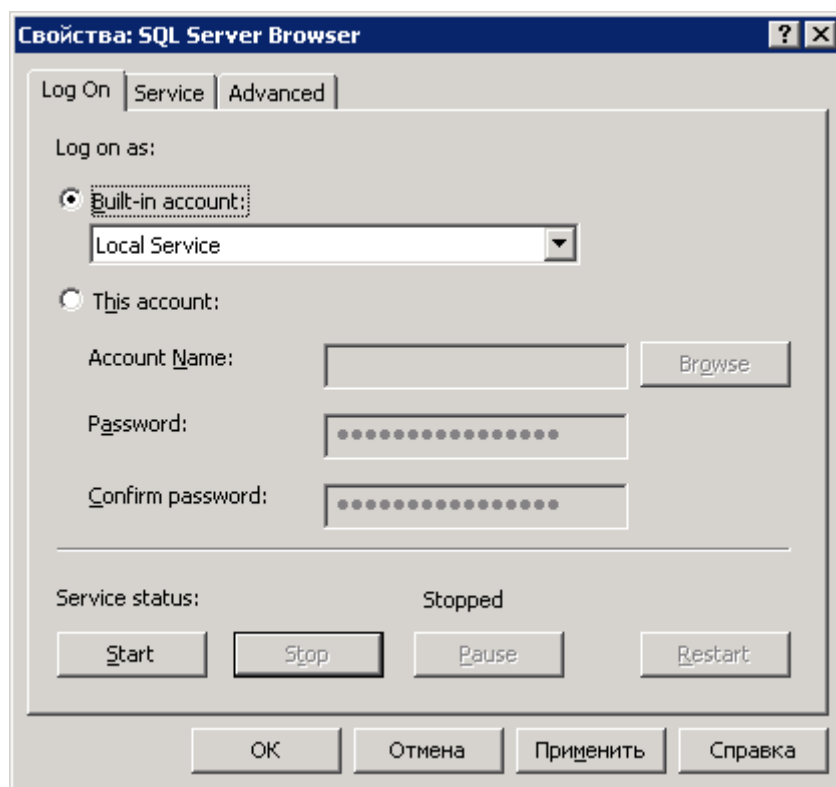 Свойства: SQL Server Browser
Log On Service Advanced
Log on as:
Built-in account:
Local Service
This account:
Account Name: Browse
Password: ●●●●●●●●●●●●●●●●
Confirm password: ●●●●●●●●●●●●●●●●
Service status: Stopped
Start Stop Pause Restart
ОК Отмена Применить Справка